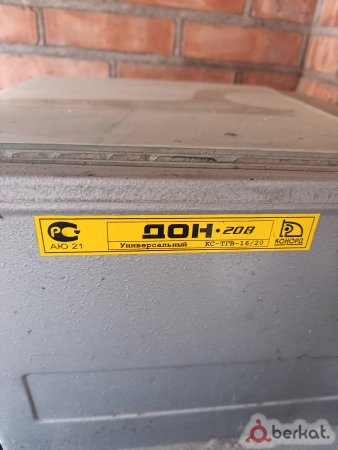 РС
АЮ 21
ДОН·20В
Универсальный КС-ТГВ-16/20
КОНОРД
berkat.